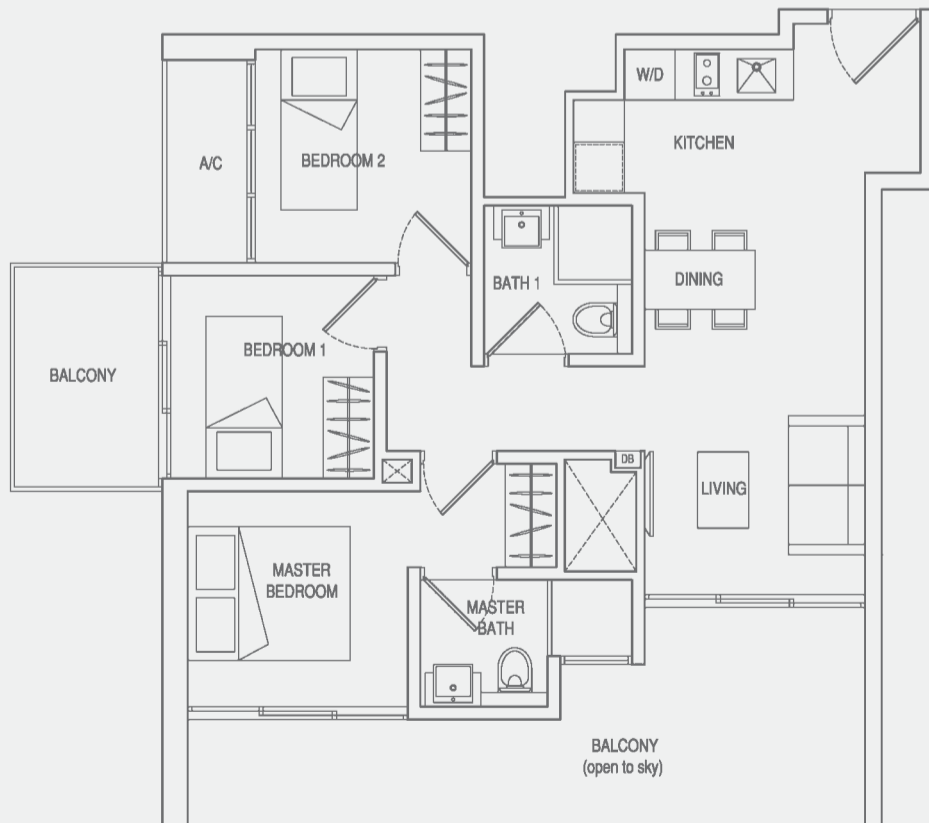 W/D
KITCHEN
A/C
BEDROOM 2
DINING
BATH 1
BALCONY
BEDROOM 1
DB
LIVING
MASTER
BEDROOM
MASTER
BATH
BALCONY
(open to sky)